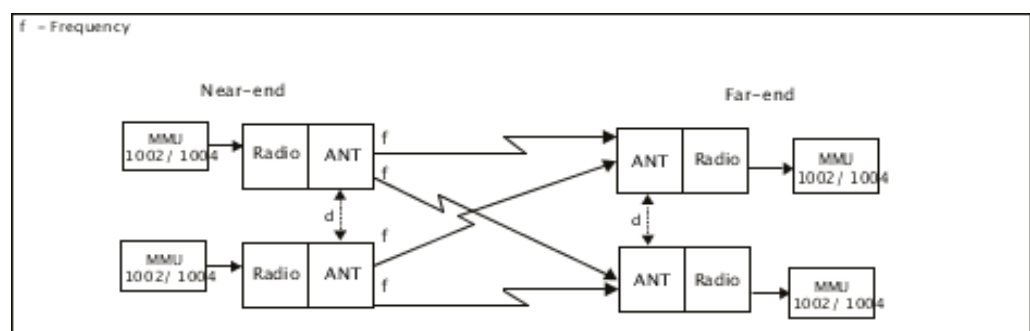 f - Frequency
Near-end
Far-end
MMU
1002/ 1004
Radio
ANT
f
f
ANT
Radio
MMU
1002/ 1004
d
d
MMU
1002/ 1004
Radio
ANT
f
f
ANT
Radio
MMU
1002/ 1004